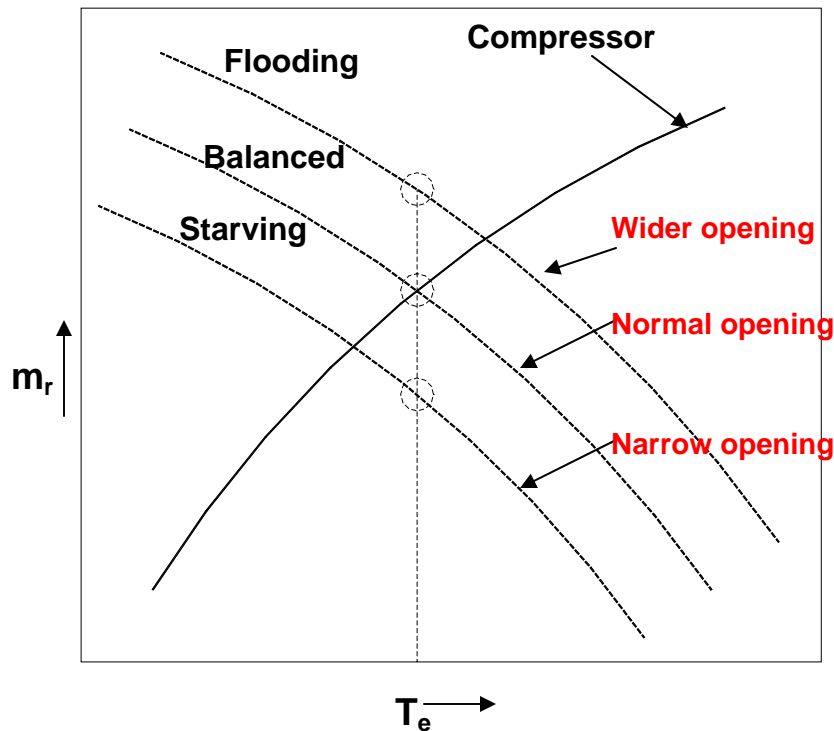 Compressor
Flooding
Balanced
Starving
Wider opening
Normal opening
Narrow opening
mr
Te